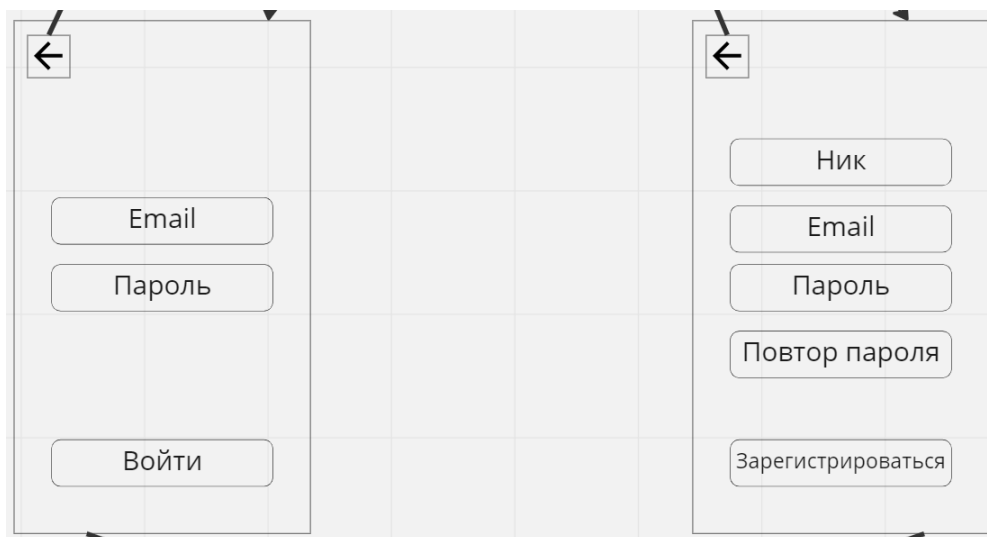 Email
Пароль
Войти
Ник
Email
Пароль
Повтор пароля
Зарегистрироваться